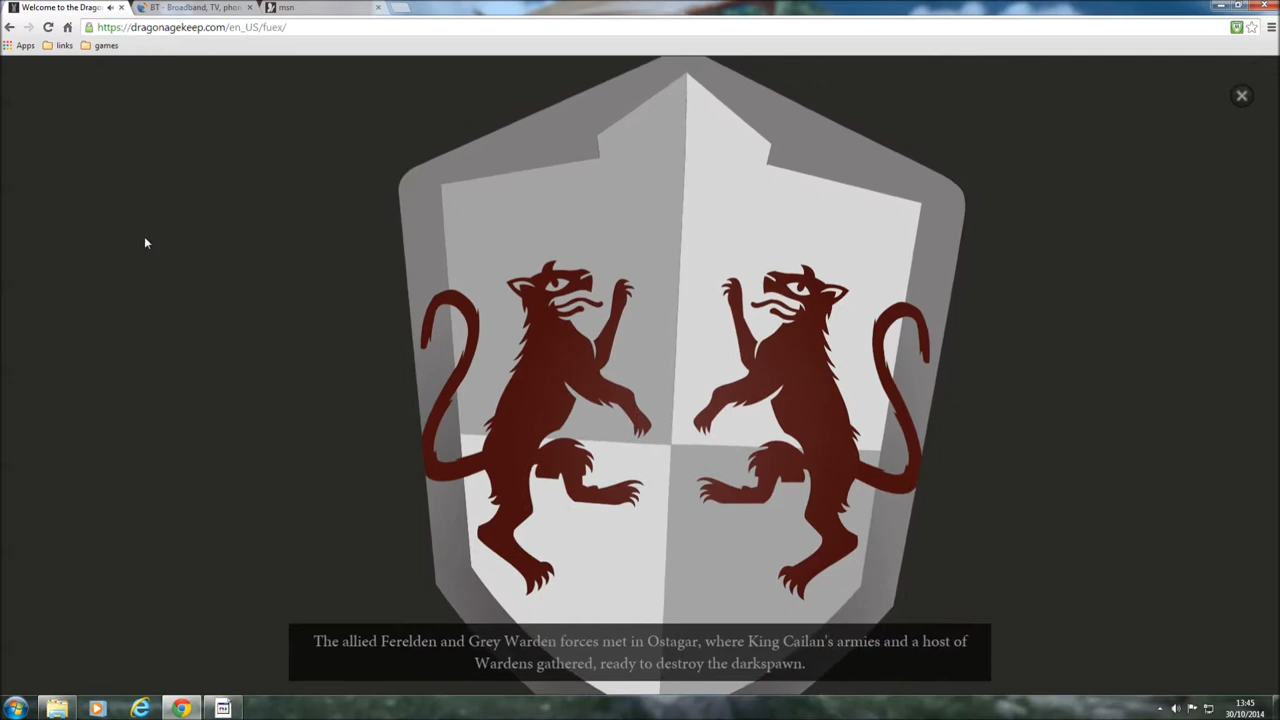 Welcome to the Drago
BT - Broadband, TV, phon
msn
https://dragonagekeep.com/en_US/fuex/
Apps
links
games
The allied Ferelden and Grey Warden forces met in Ostagar, where King Cailan's armies and a host of
Wardens gathered, ready to destroy the darkspawn.
13:45
30/10/2014